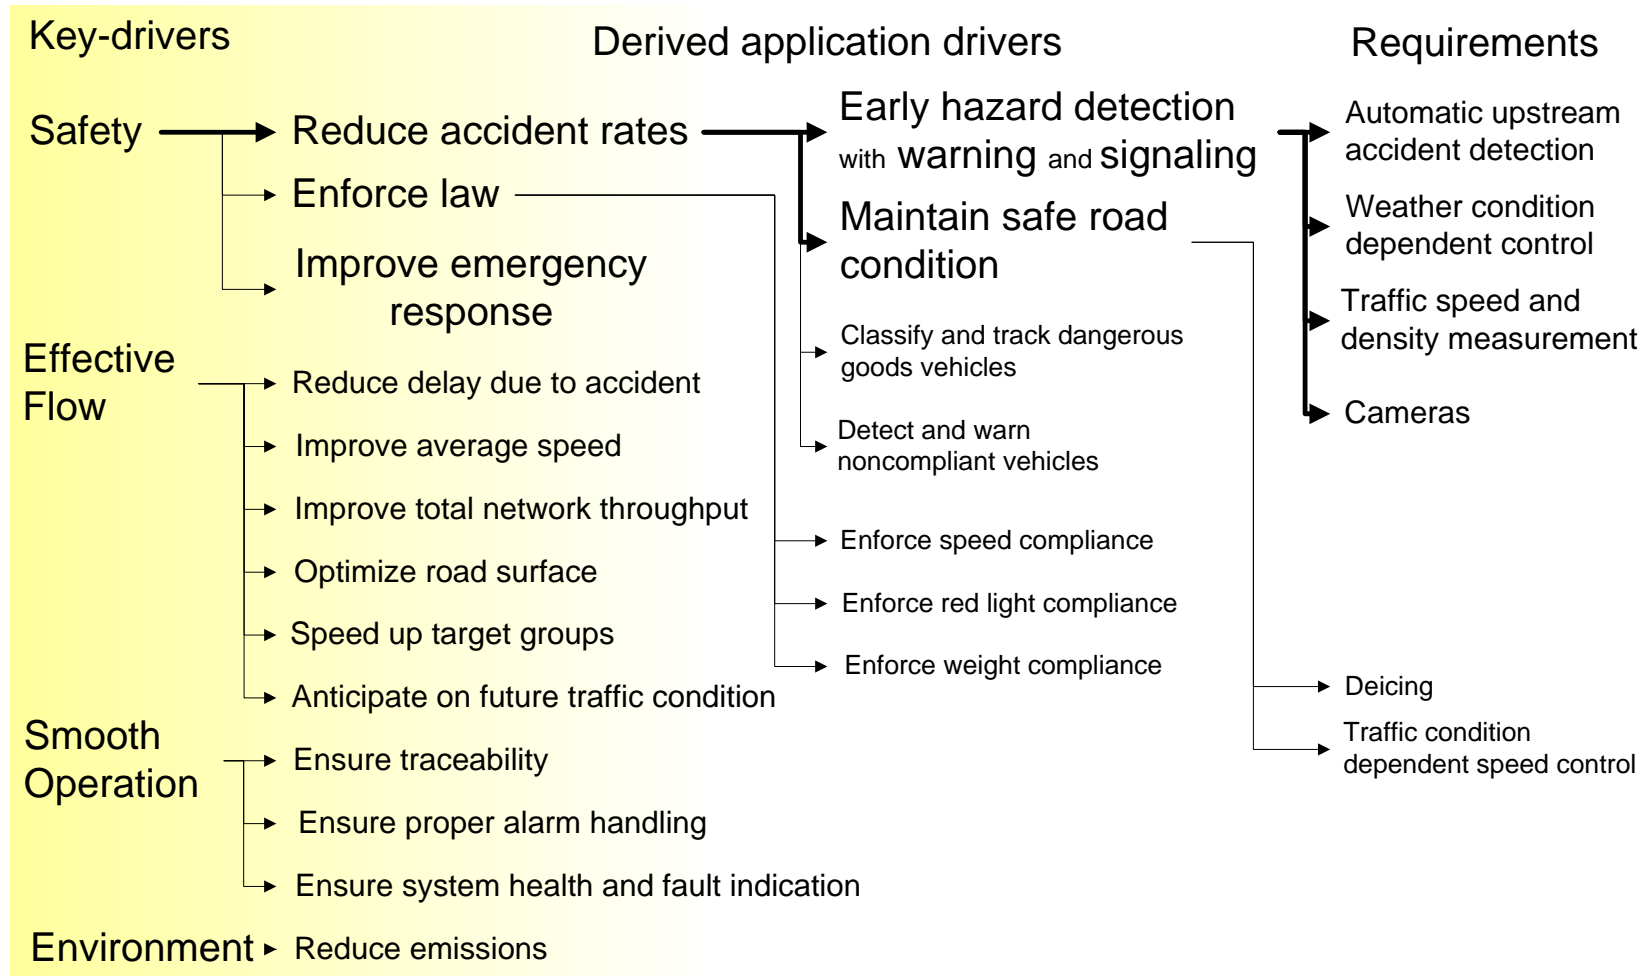 Key-drivers
Derived application drivers
Requirements
Safety
Reduce accident rates
Enforce law
Improve emergency
response
Early hazard detection
with warning and signaling
Maintain safe road
condition
Classify and track dangerous
goods vehicles
Detect and warn
noncompliant vehicles
Enforce speed compliance
Enforce red light compliance
Enforce weight compliance
Automatic upstream
accident detection
Weather condition
dependent control
Traffic speed and
density measurement
Cameras
Deicing
Traffic condition
dependent speed control
Effective
Flow
Reduce delay due to accident
Improve average speed
Improve total network throughput
Optimize road surface
Speed up target groups
Anticipate on future traffic condition
Smooth
Operation
Ensure traceability
Ensure proper alarm handling
Ensure system health and fault indication
Environment
Reduce emissions